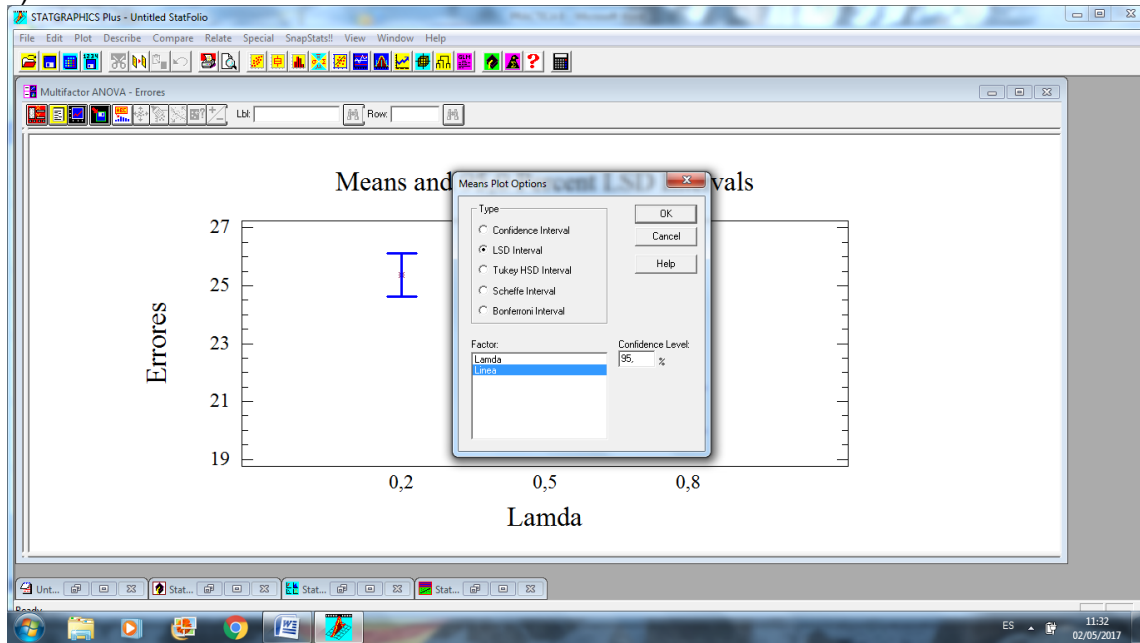 STATGRAPHICS Plus - Untitled StatFolio
File Edit Plot Describe Compare Relate Special SnapStats!! View Window Help
Multifactor ANOVA - Errores
Lbl: Row:
Means and vals
Means Plot Options
Type
Confidence Interval
LSD Interval
Tukey HSD Interval
Scheffe Interval
Bonferroni Interval
OK
Cancel
Help
Factor:
Lamda
Linea
Confidence Level:
95, %
27
25
23
21
19
Errores
0,2 0,5 0,8
Lamda
Unt... Stat... Stat... Stat...
Ready
ES 11:32
02/05/2017